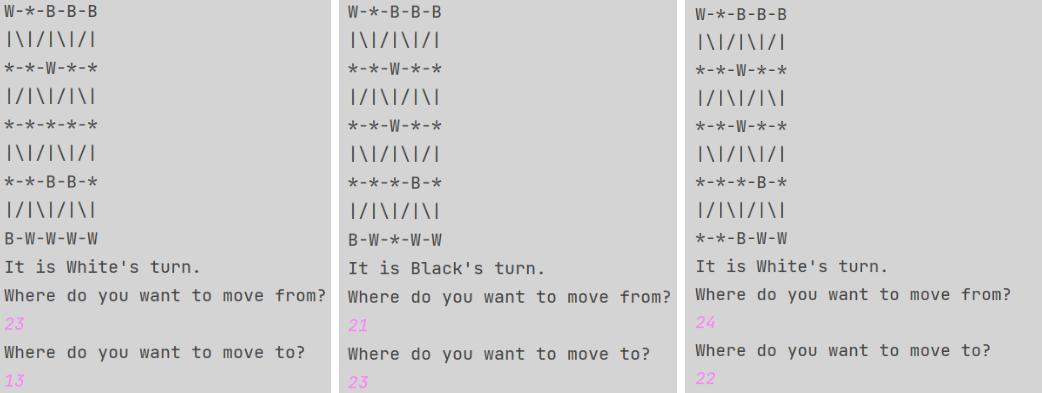 W-*-B-B-B
|\|/|\|/|
*-*-W-*-*
|/|\|/|\|
*-*-*-*-*
|\|/|\|/|
*-*-B-B-*
|/|\|/|\|
B-W-W-W-W
It is White's turn.
Where do you want to move from?
23
Where do you want to move to?
13
W-*-B-B-B
|\|/|\|/|
*-*-W-*-*
|/|\|/|\|
*-*-W-*-*
|\|/|\|/|
*-*-*-B-*
|/|\|/|\|
B-W-*-W-W
It is Black's turn.
Where do you want to move from?
21
Where do you want to move to?
23
W-*-B-B-B
|\|/|\|/|
*-*-W-*-*
|/|\|/|\|
*-*-W-*-*
|\|/|\|/|
*-*-*-B-*
|/|\|/|\|
*-*-B-W-W
It is White's turn.
Where do you want to move from?
24
Where do you want to move to?
22